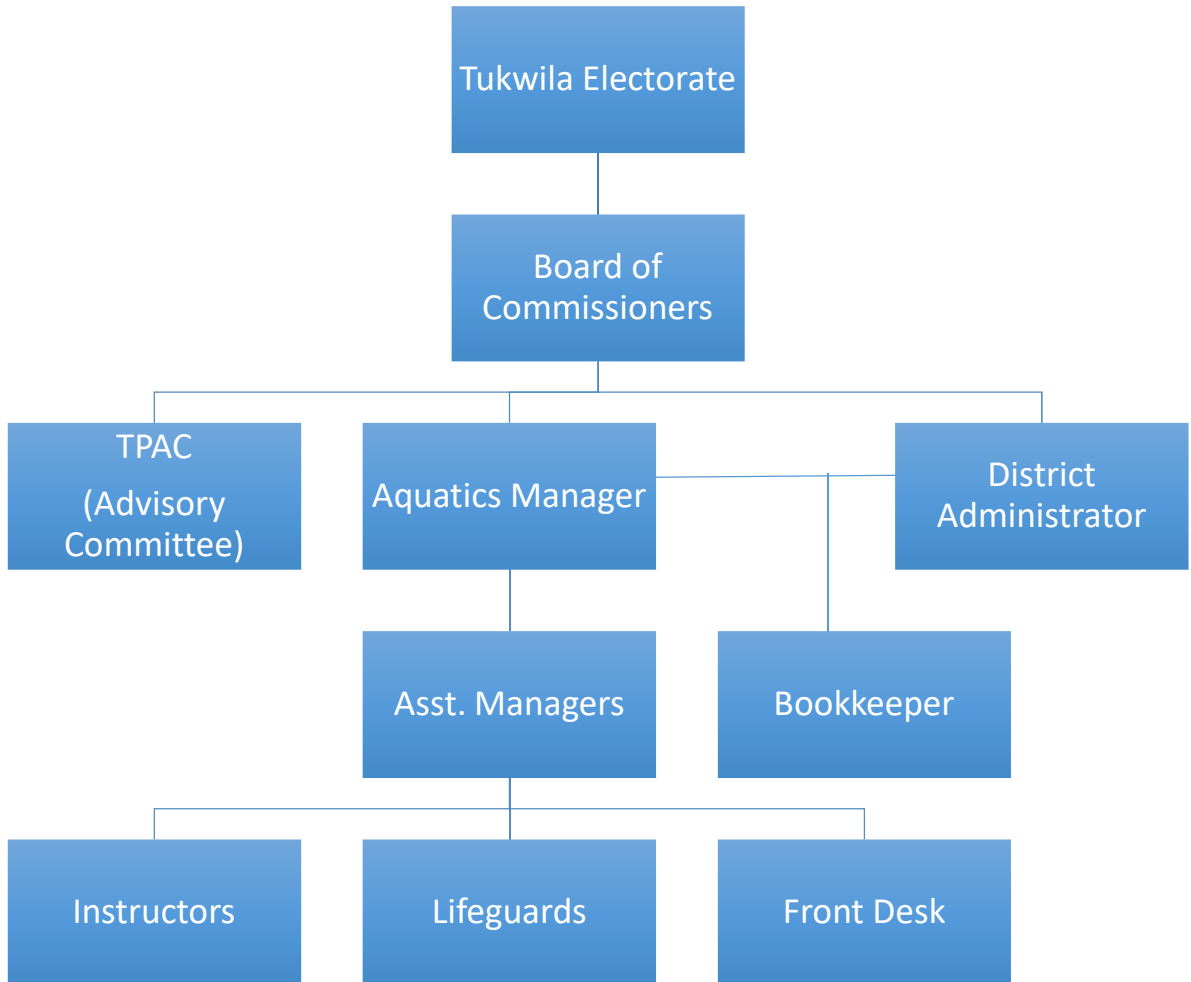 Tukwila Electorate
Board of
Commissioners
TPAC
(Advisory
Committee)
Aquatics Manager
District
Administrator
Asst. Managers
Bookkeeper
Instructors
Lifeguards
Front Desk